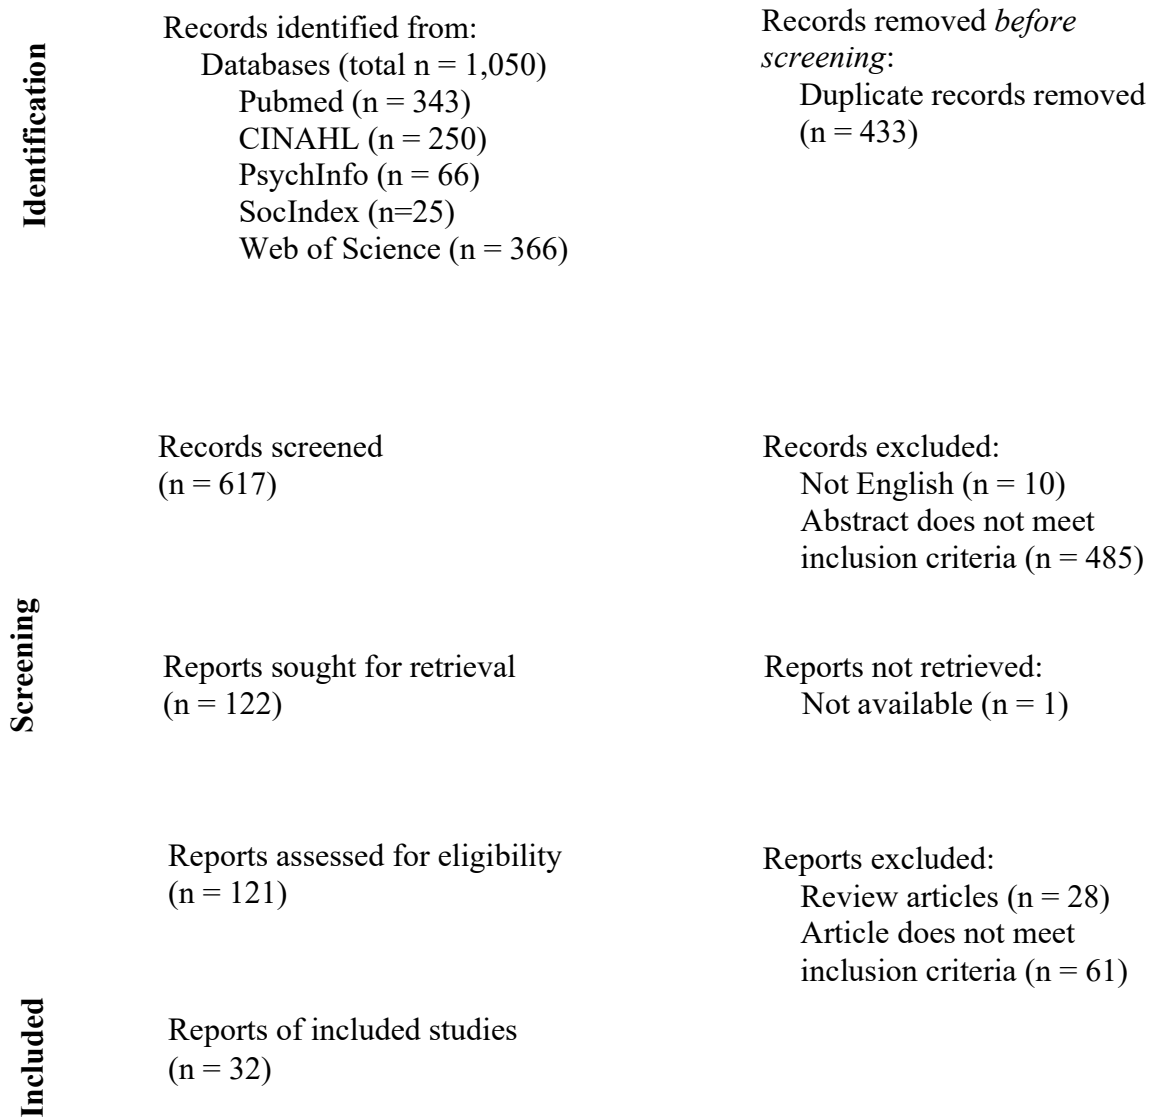 Identification
Records identified from:
Databases (total n = 1,050)
Pubmed (n = 343)
CINAHL (n = 250)
PsychInfo (n = 66)
SocIndex (n=25)
Web of Science (n = 366)
Records removed before
screening:
Duplicate records removed
(n = 433)
Screening
Records screened
(n = 617)
Records excluded:
Not English (n = 10)
Abstract does not meet
inclusion criteria (n = 485)
Reports sought for retrieval
(n = 122)
Reports not retrieved:
Not available (n = 1)
Reports assessed for eligibility
(n = 121)
Reports excluded:
Review articles (n = 28)
Article does not meet
inclusion criteria (n = 61)
Included
Reports of included studies
(n = 32)